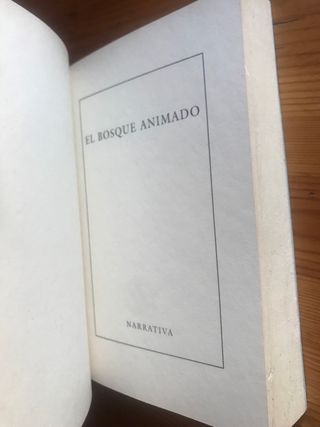 EL BOSQUE ANIMADO
NARRATIVA